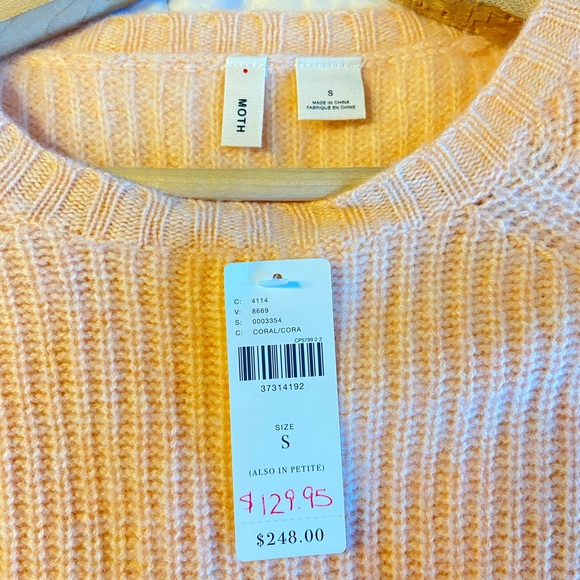 MOTH
S
MADE IN CHINA
FABRIQUE EN CHINE
C: 4114
V: 8669
S: 0003354
C: CORAL/CORA
CP5799 2 2
37314192
SIZE
S
(ALSO IN PETITE)
$129.95
$248.00